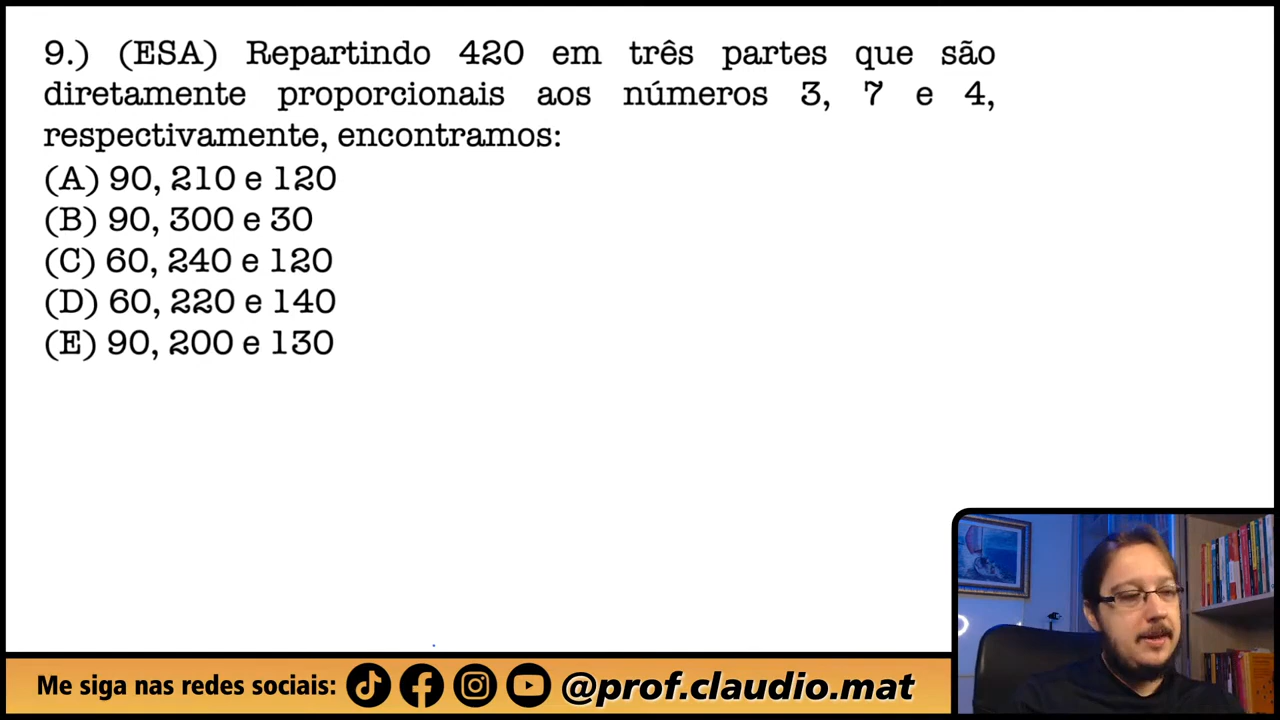 9.) (ESA) Repartindo 420 em três partes que são
diretamente proporcionais aos números 3, 7 e 4,
respectivamente, encontramos:
(A) 90, 210 e 120
(B) 90, 300 e 30
(C) 60, 240 e 120
(D) 60, 220 e 140
(E) 90, 200 e 130
Me siga nas redes sociais: @prof.claudio.mat